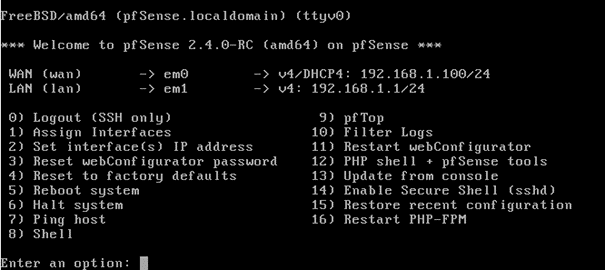 FreeBSD/amd64 (pfSense.localdomain) (ttyv0)
*** Welcome to pfSense 2.4.0-RC (amd64) on pfSense ***
WAN (wan) -> em0 -> v4/DHCP4: 192.168.1.100/24
LAN (lan) -> em1 -> v4: 192.168.1.1/24
0) Logout (SSH only) 9) pfTop
1) Assign Interfaces 10) Filter Logs
2) Set interface(s) IP address 11) Restart webConfigurator
3) Reset webConfigurator password 12) PHP shell + pfSense tools
4) Reset to factory defaults 13) Update from console
5) Reboot system 14) Enable Secure Shell (sshd)
6) Halt system 15) Restore recent configuration
7) Ping host 16) Restart PHP-FPM
8) Shell
Enter an option: